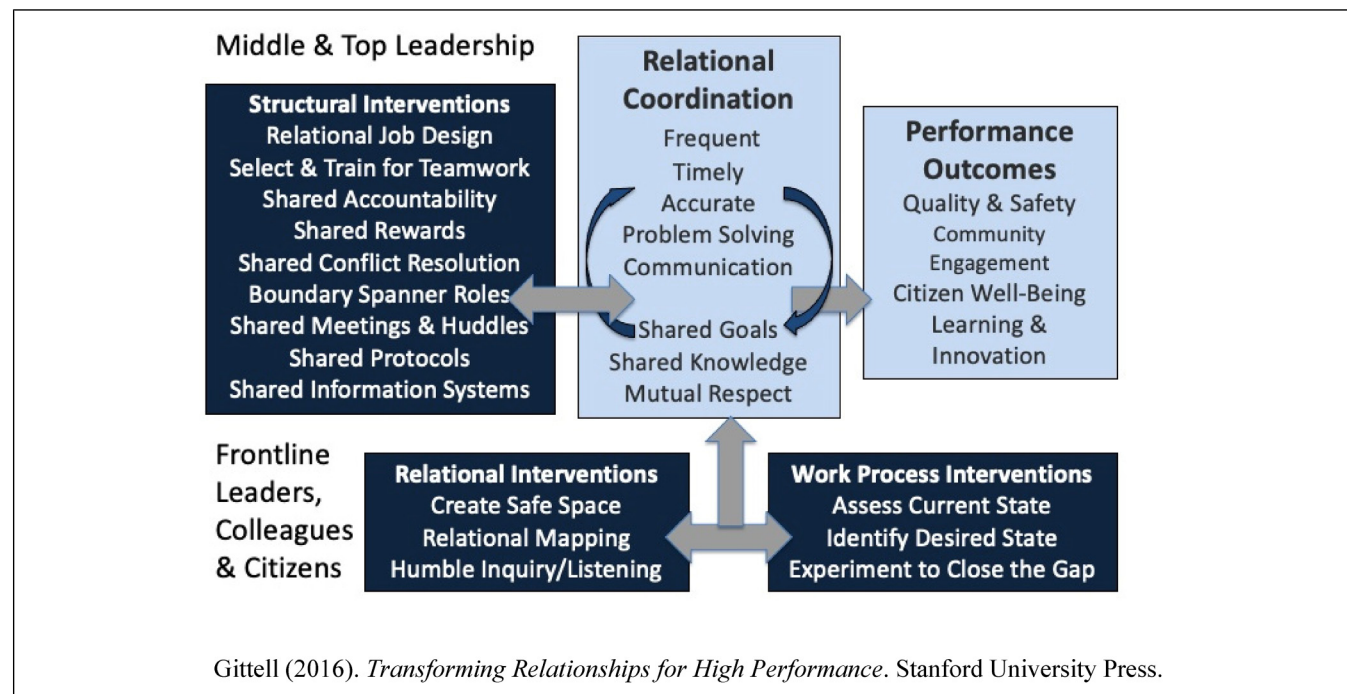 Middle & Top Leadership
Structural Interventions
Relational Job Design
Select & Train for Teamwork
Shared Accountability
Shared Rewards
Shared Conflict Resolution
Boundary Spanner Roles
Shared Meetings & Huddles
Shared Protocols
Shared Information Systems
Relational
Coordination
Frequent
Timely
Accurate
Problem Solving
Communication
Shared Goals
Shared Knowledge
Mutual Respect
Performance
Outcomes
Quality & Safety
Community
Engagement
Citizen Well-Being
Learning &
Innovation
Frontline
Leaders,
Colleagues
& Citizens
Relational Interventions
Create Safe Space
Relational Mapping
Humble Inquiry/Listening
Work Process Interventions
Assess Current State
Identify Desired State
Experiment to Close the Gap
Gittell (2016). Transforming Relationships for High Performance. Stanford University Press.